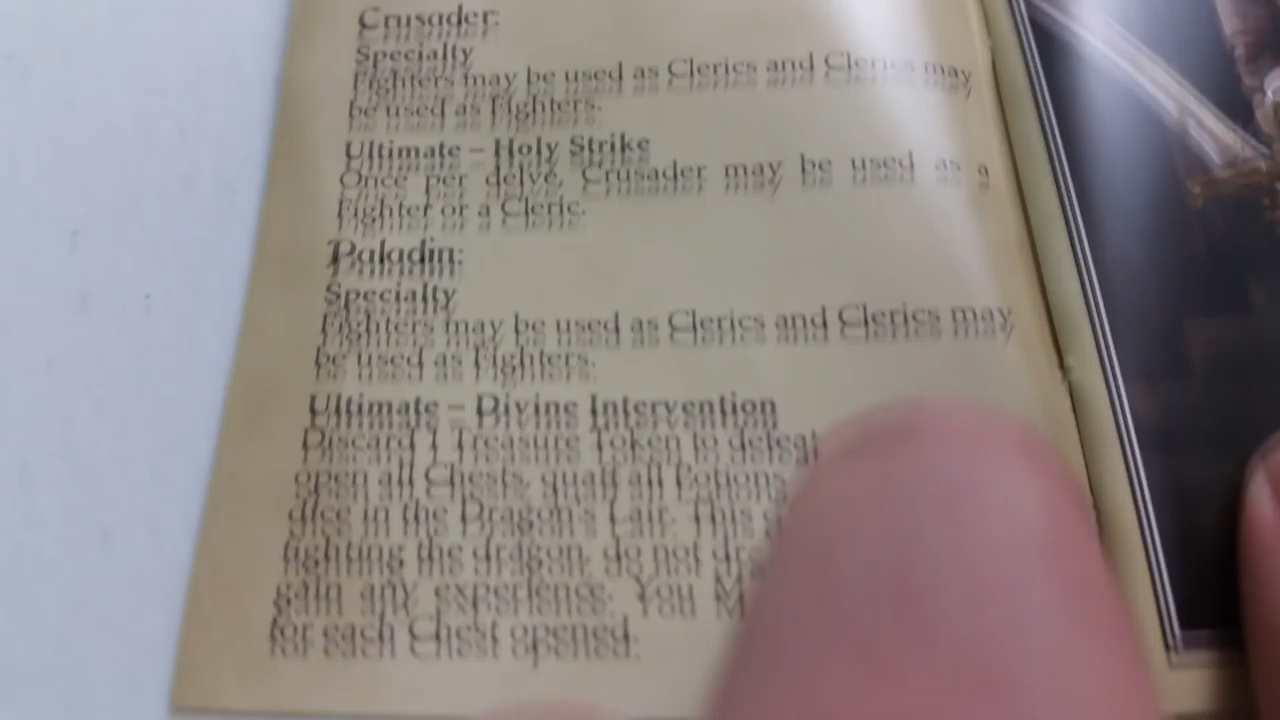 Crusader:
Specialty
Fighters may be used as Clerics and Clerics may
be used as Fighters.
Ultimate – Holy Strike
Once per delve, Crusader may be used as a
Fighter or a Cleric.
Paladin:
Specialty
Fighters may be used as Clerics and Clerics may
be used as Fighters.
Ultimate – Divine Intervention
Discard 1 Treasure Token to defeat
open all Chests, quaff all Potions
dice in the Dragon's Lair. This
fighting the dragon, do not
gain any experience. You
for each Chest opened.